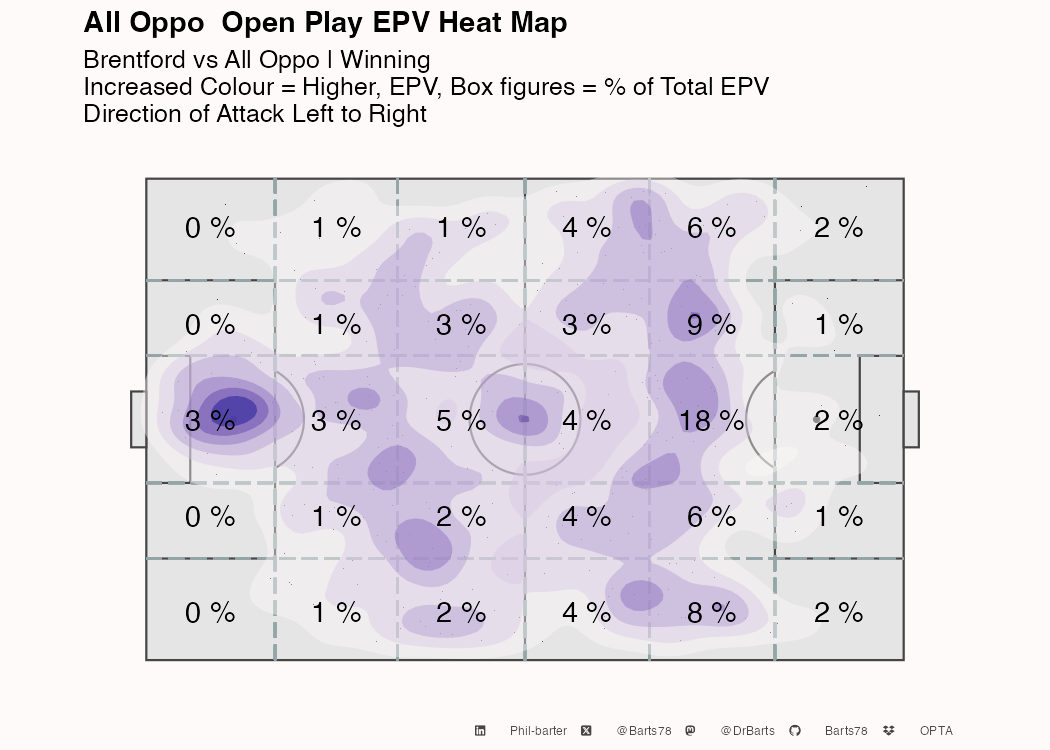 All Oppo  Open Play EPV Heat Map
Brentford vs All Oppo | Winning
Increased Colour = Higher, EPV, Box figures = % of Total EPV
Direction of Attack Left to Right
0 % 1 % 1 % 4 % 6 % 2 %
0 % 1 % 3 % 3 % 9 % 1 %
3 % 3 % 5 % 4 % 18 % 2 %
0 % 1 % 2 % 4 % 6 % 1 %
0 % 1 % 2 % 4 % 8 % 2 %
Phil-barter @Barts78 @DrBarts Barts78 OPTA